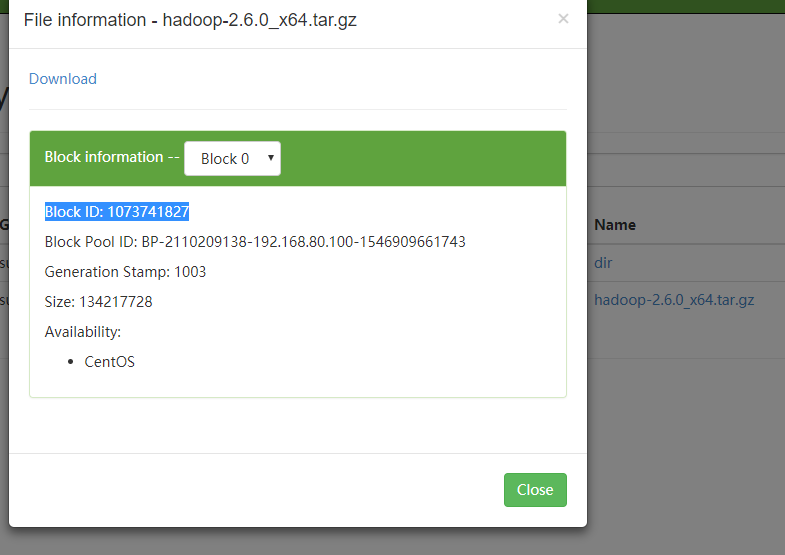 File information - hadoop-2.6.0_x64.tar.gz ×
Download
Block information -- Block 0
Block ID: 1073741827
Block Pool ID: BP-2110209138-192.168.80.100-1546909661743
Generation Stamp: 1003
Size: 134217728
Availability:
CentOS
Close
Name
dir
hadoop-2.6.0_x64.tar.gz